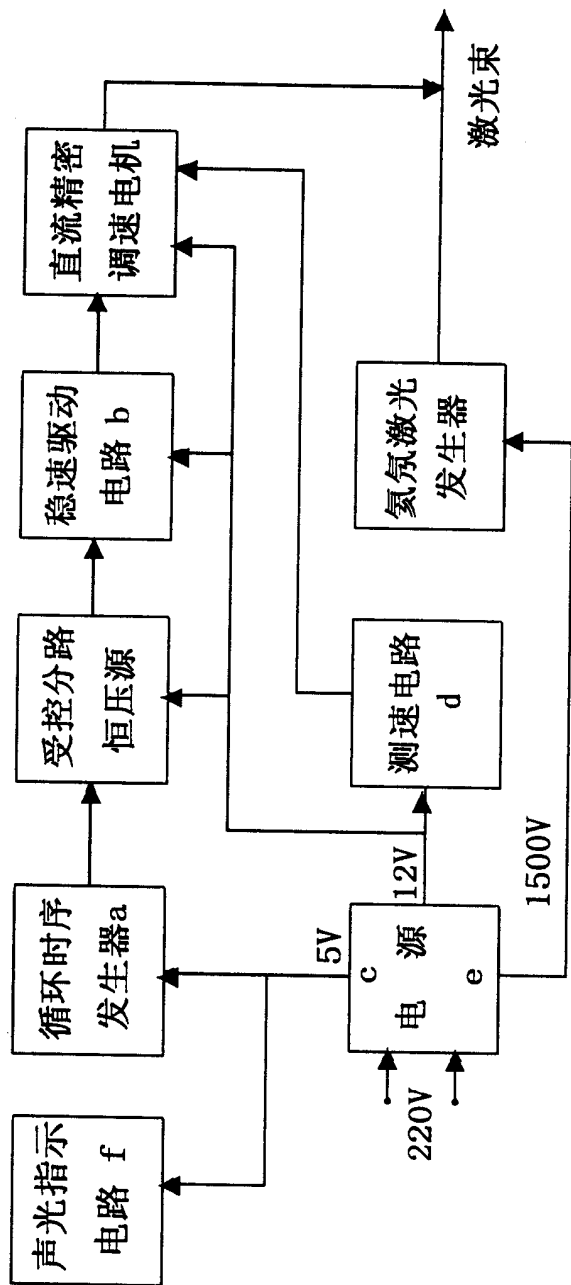 声光指示
电路 f
循环时序
发生器a
受控分路
恒压源
稳速驱动
电路 b
直流精密
调速电机
220V
5V
c
电 源
e
12V
1500V
测速电路
d
氦氖激光
发生器
激光束